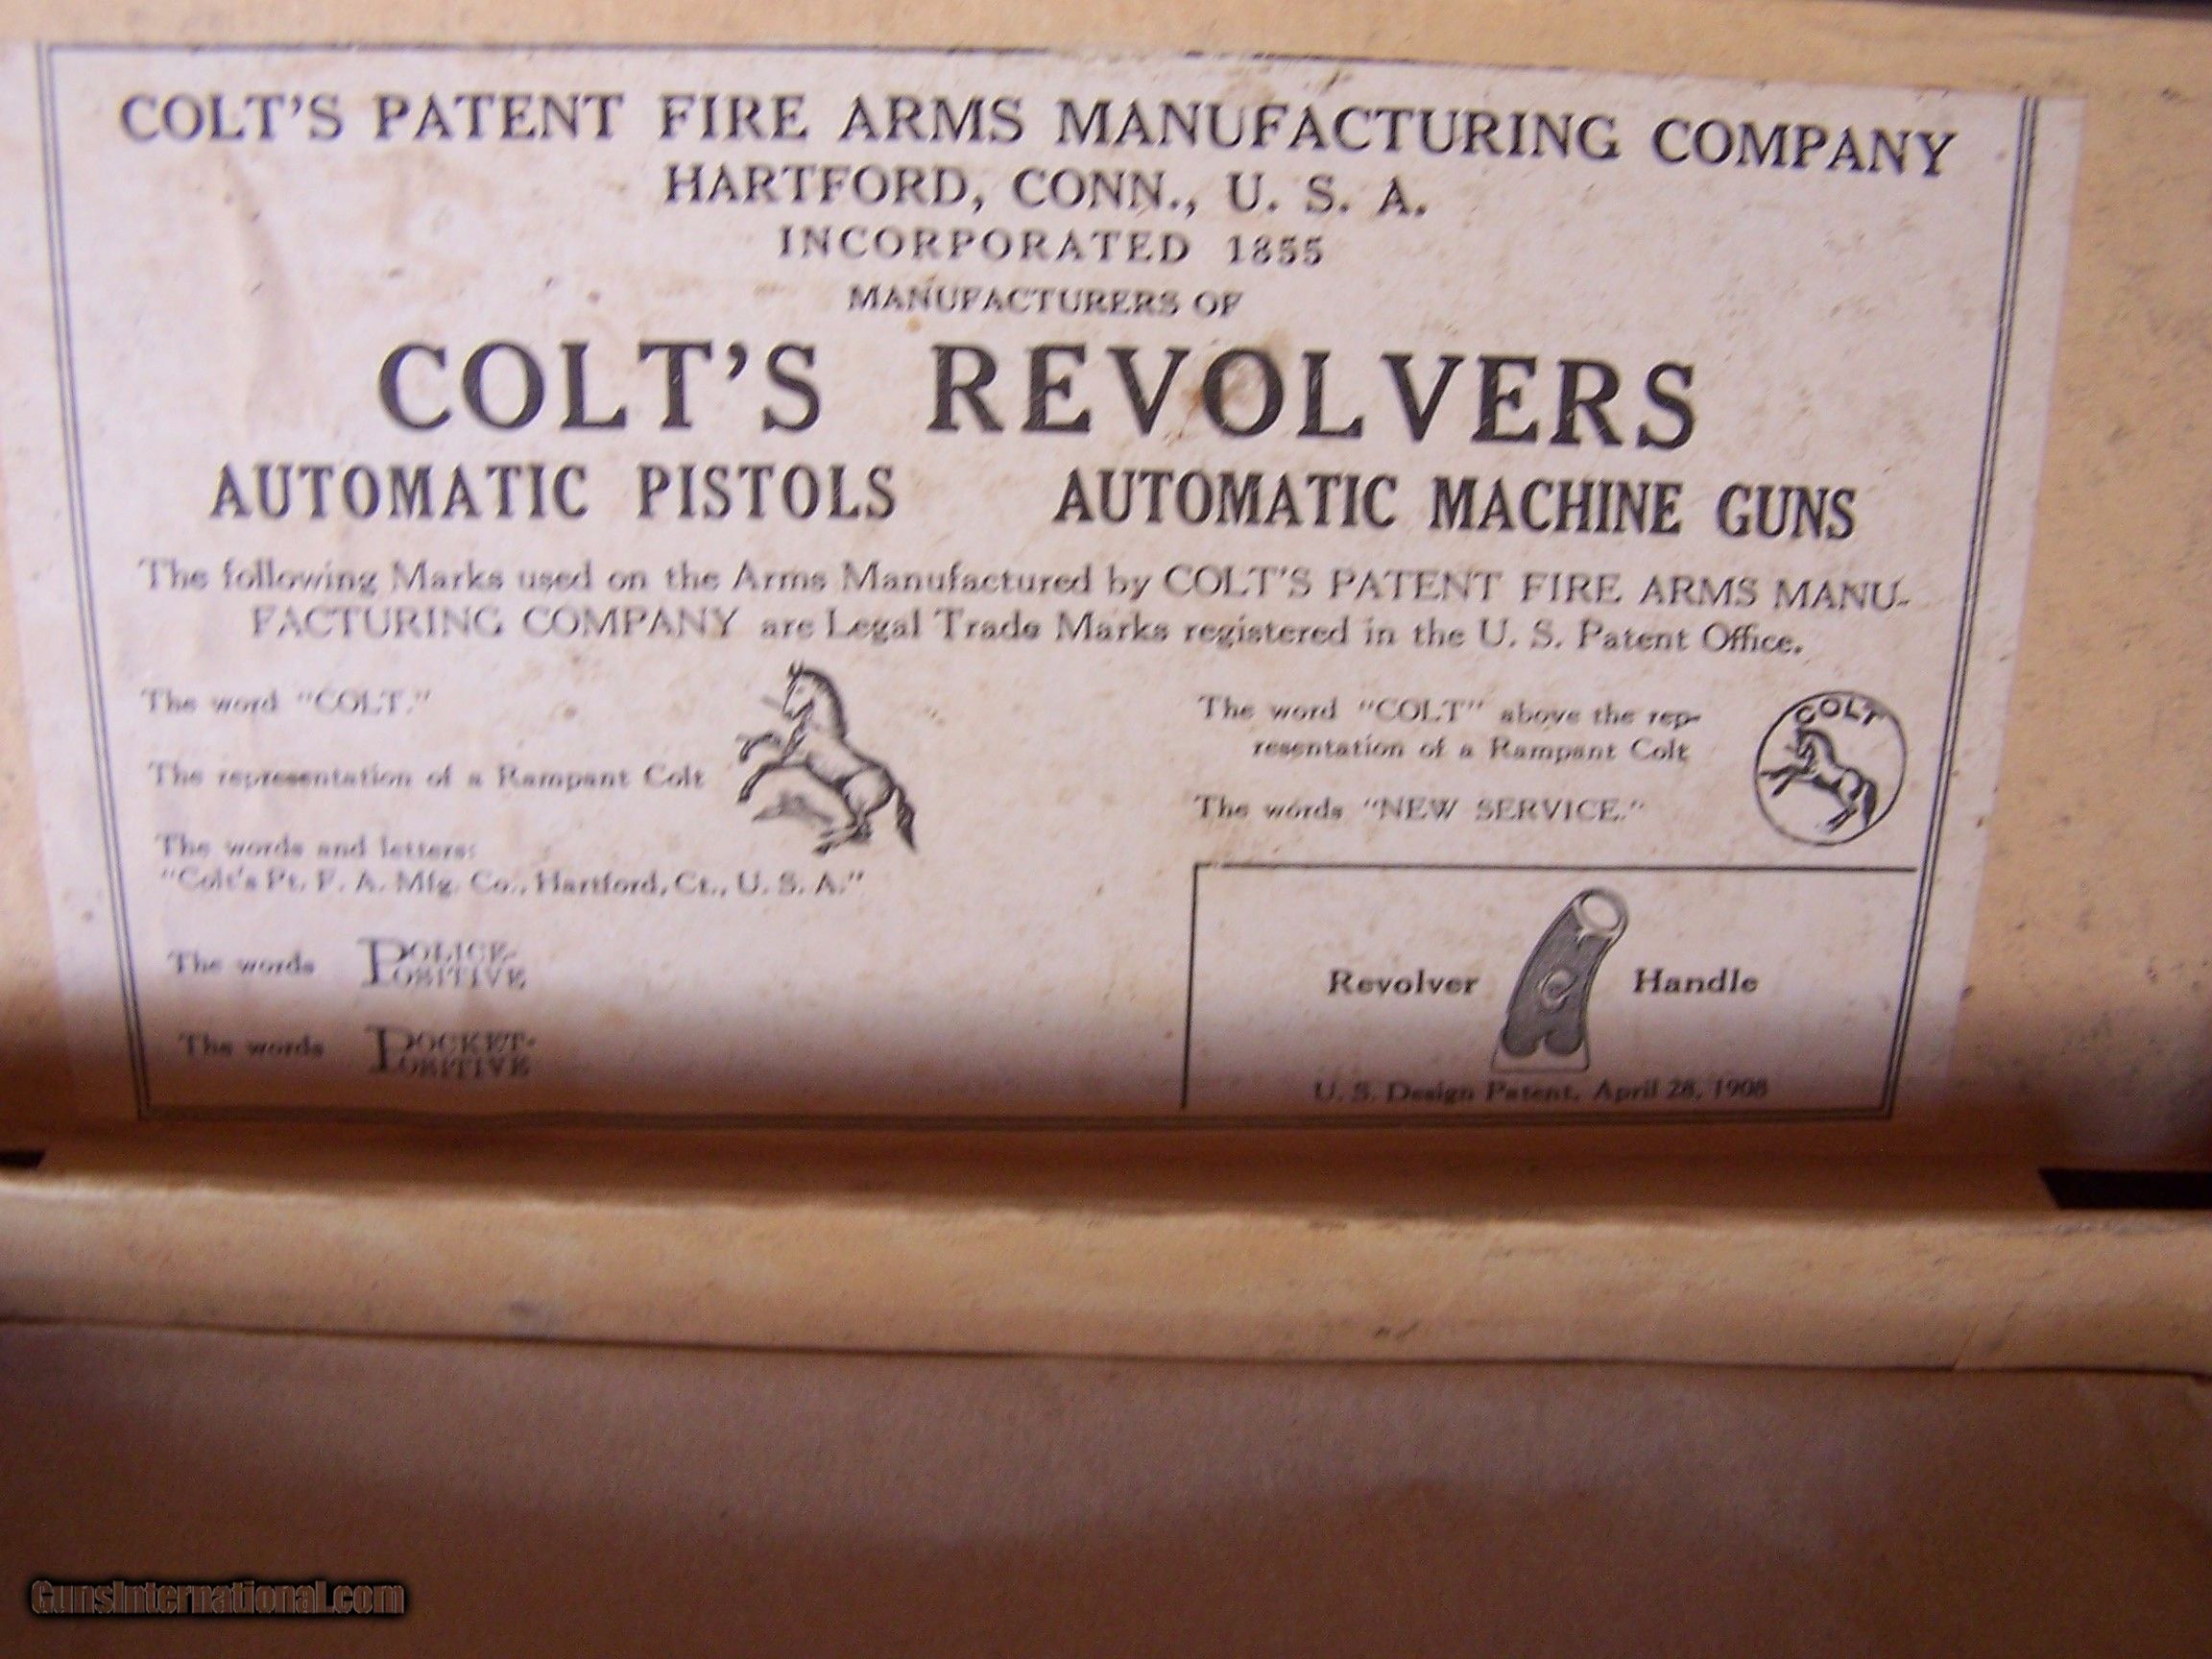 COLT'S PATENT FIRE ARMS MANUFACTURING COMPANY
HARTFORD, CONN., U. S. A.
INCORPORATED 1855
MANUFACTURERS OF
COLT'S REVOLVERS
AUTOMATIC PISTOLS AUTOMATIC MACHINE GUNS
The following Marks used on the Arms Manufactured by COLT'S PATENT FIRE ARMS MANU-
FACTURING COMPANY are Legal Trade Marks registered in the U. S. Patent Office.
The word "COLT."
The representation of a Rampant Colt
The words and letters:
"Colt's Pt. F. A. Mfg. Co., Hartford, Ct., U. S. A."
The words POLICE-
POSITIVE
The words POCKET-
POSITIVE
The word "COLT" above the rep-
resentation of a Rampant Colt
COLT
The words "NEW SERVICE."
Revolver Handle
U. S. Design Patent, April 28, 1908
GunsInternational.com